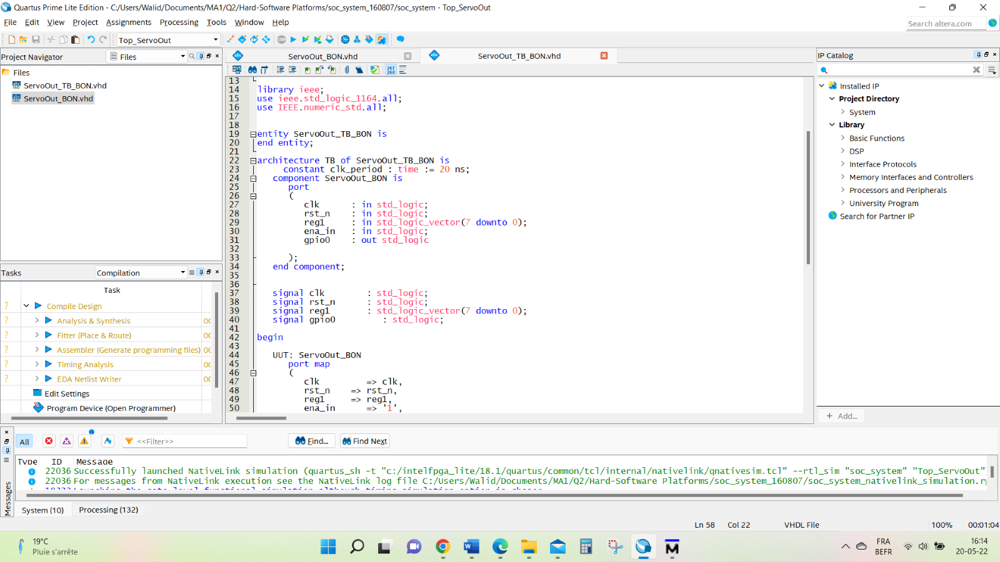 Quartus Prime Lite Edition - C:/Users/Walid/Documents/MA1/Q2/Hard-Software Platforms/soc_system_160807/soc_system - Top_ServoOut
File Edit View Project Assignments Processing Tools Window Help
Search altera.com
Top_ServoOut
Project Navigator
Files
Files
ServoOut_TB_BON.vhd
ServoOut_BON.vhd
Tasks
Compilation
Task
Compile Design
Analysis & Synthesis
Fitter (Place & Route)
Assembler (Generate programming files)
Timing Analysis
EDA Netlist Writer
Edit Settings
Program Device (Open Programmer)
ServoOut_BON.vhd
ServoOut_TB_BON.vhd
13
14 library ieee;
15 use ieee.std_logic_1164.all;
16 use IEEE.numeric_std.all;
17
18
19 entity ServoOut_TB_BON is
20 end entity;
21
22 architecture TB of ServoOut_TB_BON is
23 constant clk_period : time := 20 ns;
24 component ServoOut_BON is
25 port
26 (
27 clk : in std_logic;
28 rst_n : in std_logic;
29 reg1 : in std_logic_vector(7 downto 0);
30 ena_in : in std_logic;
31 gpio0 : out std_logic
32
33 );
34 end component;
35
36
37 signal clk : std_logic;
38 signal rst_n : std_logic;
39 signal reg1 : std_logic_vector(7 downto 0);
40 signal gpio0 : std_logic;
41
42 begin
43
44 UUT: ServoOut_BON
45 port map
46 (
47 clk => clk,
48 rst_n => rst_n,
49 reg1 => reg1,
50 ena_in => '1',
IP Catalog
Installed IP
Project Directory
System
Library
Basic Functions
DSP
Interface Protocols
Memory Interfaces and Controllers
Processors and Peripherals
University Program
Search for Partner IP
+ Add...
All
<<Filter>>
Find...
Find Next
Type ID Message
22036 Successfully launched NativeLink simulation (quartus_sh -t "c:/intelfpga_lite/18.1/quartus/common/tcl/internal/nativelink/qnativesim.tcl" --rtl_sim "soc_system" "Top_ServoOut"
22036 For messages from NativeLink execution see the NativeLink log file C:/Users/Walid/Documents/MA1/Q2/Hard-Software Platforms/soc_system_160807/soc_system_nativelink_simulation.r
Messages
System (10)
Processing (132)
Ln 58 Col 22 VHDL File 100% 00:01:04
19°C
Pluie s'arrête
FRA
BEFR
16:14
20-05-22